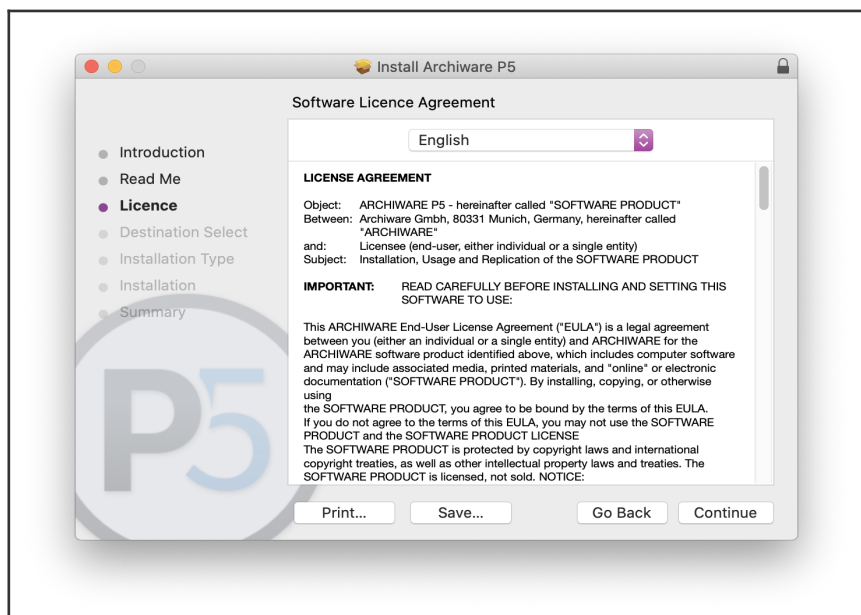 Install Archiware P5
Software Licence Agreement
Introduction
Read Me
Licence
Destination Select
Installation Type
Installation
Summary
P5
English
LICENSE AGREEMENT
Object: ARCHIWARE P5 - hereinafter called "SOFTWARE PRODUCT"
Between: Archiware Gmbh, 80331 Munich, Germany, hereinafter called
"ARCHIWARE"
and: Licensee (end-user, either individual or a single entity)
Subject: Installation, Usage and Replication of the SOFTWARE PRODUCT
IMPORTANT: READ CAREFULLY BEFORE INSTALLING AND SETTING THIS
SOFTWARE TO USE:
This ARCHIWARE End-User License Agreement ("EULA") is a legal agreement
between you (either an individual or a single entity) and ARCHIWARE for the
ARCHIWARE software product identified above, which includes computer software
and may include associated media, printed materials, and "online" or electronic
documentation ("SOFTWARE PRODUCT"). By installing, copying, or otherwise
using
the SOFTWARE PRODUCT, you agree to be bound by the terms of this EULA.
If you do not agree to the terms of this EULA, you may not use the SOFTWARE
PRODUCT and the SOFTWARE PRODUCT LICENSE
The SOFTWARE PRODUCT is protected by copyright laws and international
copyright treaties, as well as other intellectual property laws and treaties. The
SOFTWARE PRODUCT is licensed, not sold. NOTICE:
Print... Save... Go Back Continue